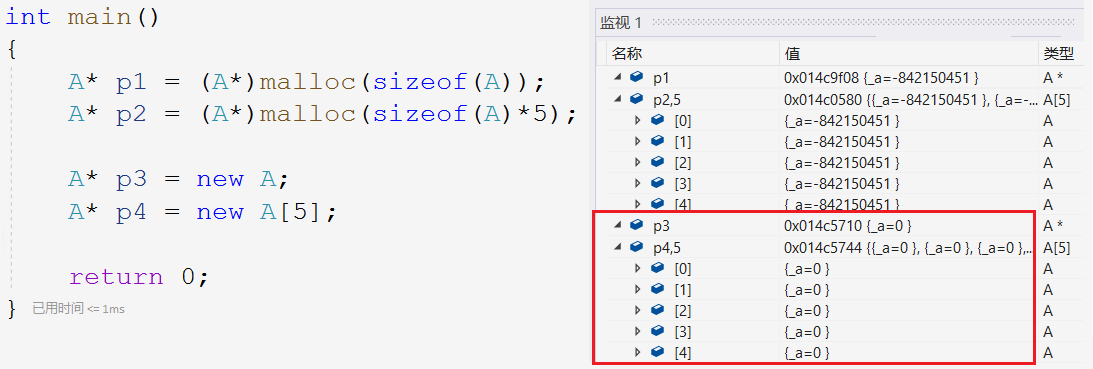 int main()
{
A* p1 = (A*)malloc(sizeof(A));
A* p2 = (A*)malloc(sizeof(A)*5);
A* p3 = new A;
A* p4 = new A[5];
return 0;
} 已用时间 <= 1ms
监视 1
名称 值 类型
p1 0x014c9f08 {_a=-842150451 } A *
p2,5 0x014c0580 {{_a=-842150451 }, {_a=-... A[5]
[0] {_a=-842150451 } A
[1] {_a=-842150451 } A
[2] {_a=-842150451 } A
[3] {_a=-842150451 } A
[4] {_a=-842150451 } A
p3 0x014c5710 {_a=0 } A *
p4,5 0x014c5744 {{_a=0 }, {_a=0 }, {_a=0 },... A[5]
[0] {_a=0 } A
[1] {_a=0 } A
[2] {_a=0 } A
[3] {_a=0 } A
[4] {_a=0 } A